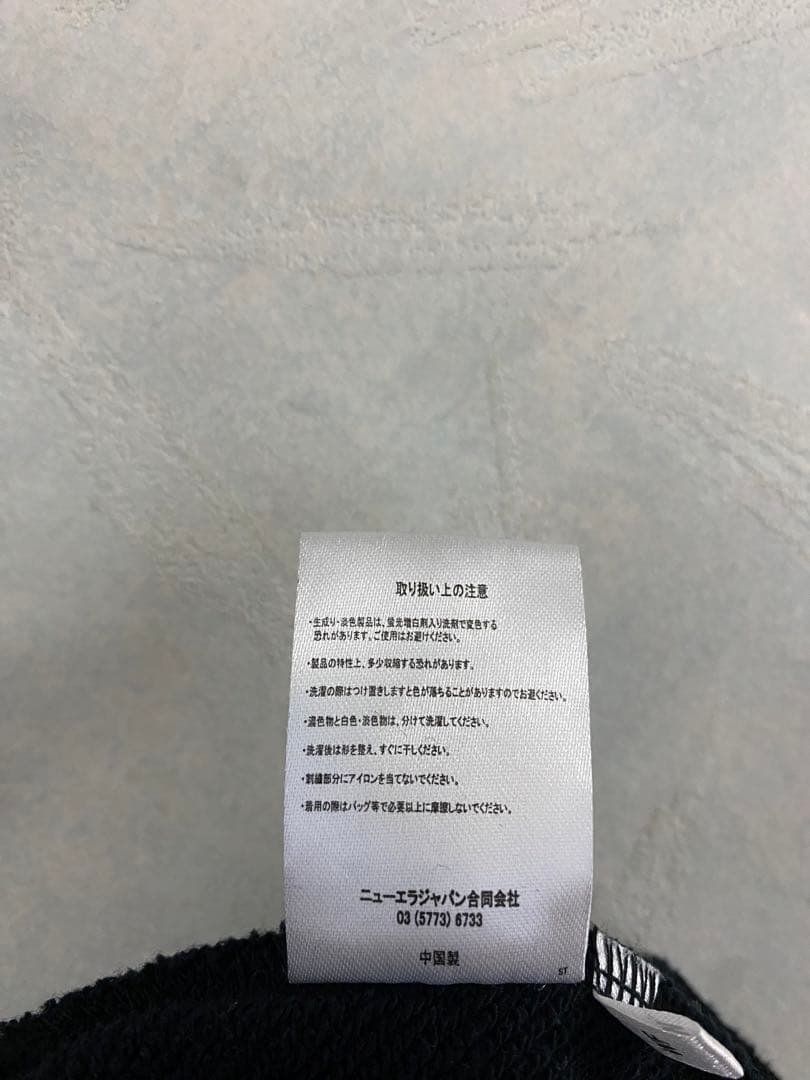 取り扱い上の注意
・生成り・淡色製品は、蛍光増白剤入り洗剤で変色する
恐れがあります。ご使用はお避けください。
・製品の特性上、多少収縮する恐れがあります。
・洗濯の際はつけ置きしますと色が落ちることがありますのでお避ください。
・濃色物と白色・淡色物は、分けて洗濯してください。
・洗濯後は形を整え、すぐに干しください。
・刺繍部分にアイロンを当てないでください。
・着用の際はバッグ等で必要以上に摩擦しないでください。
ニューエラジャパン合同会社
03 (5773) 6733
中国製
ST